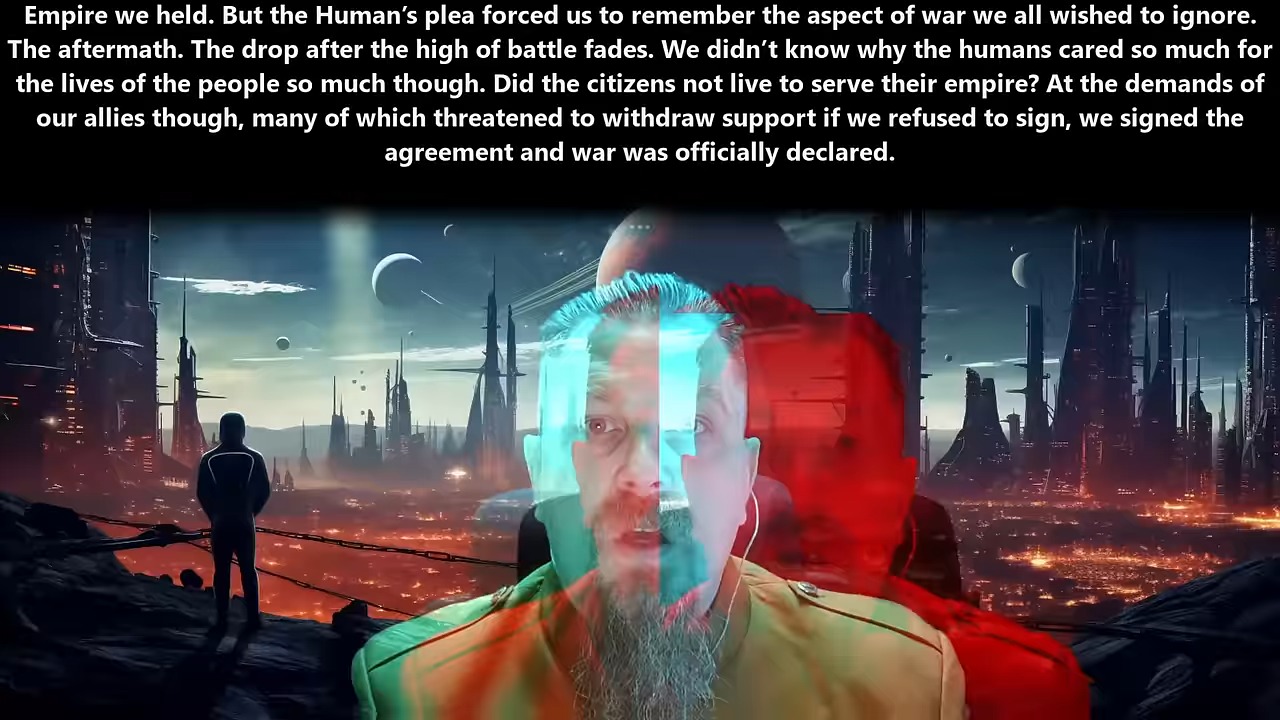 Empire we held. But the Human’s plea forced us to remember the aspect of war we all wished to ignore.
The aftermath. The drop after the high of battle fades. We didn’t know why the humans cared so much for
the lives of the people so much though. Did the citizens not live to serve their empire? At the demands of
our allies though, many of which threatened to withdraw support if we refused to sign, we signed the
agreement and war was officially declared.